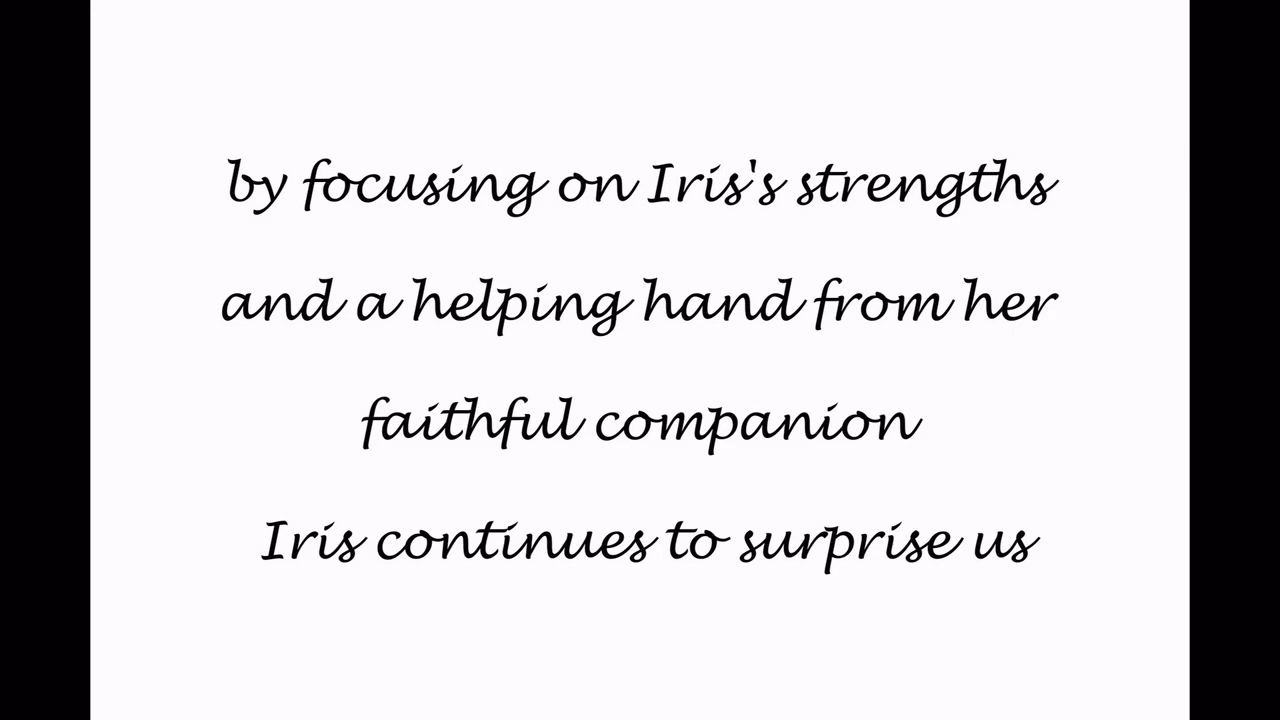 by focusing on Iris's strengths
and a helping hand from her
faithful companion
Iris continues to surprise us